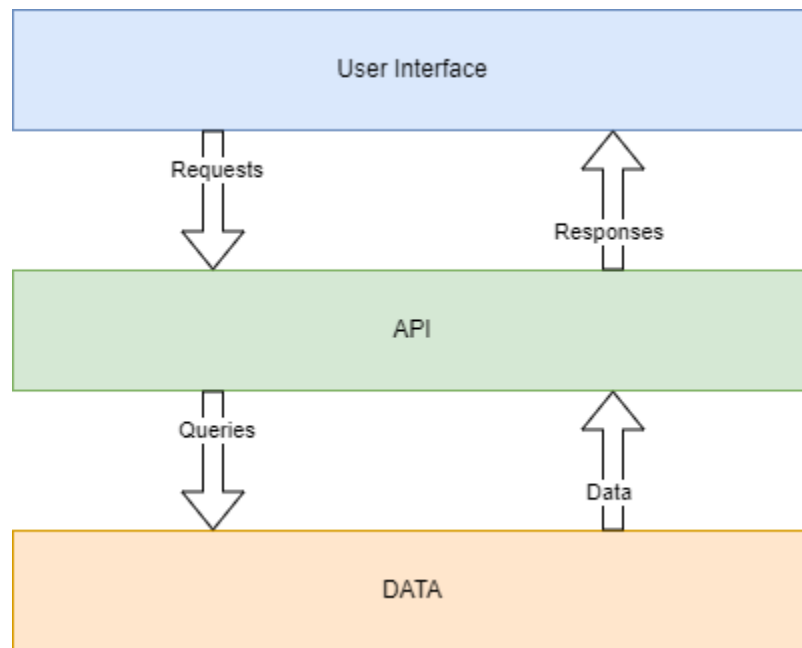 User Interface
Requests
Responses
API
Queries
Data
DATA